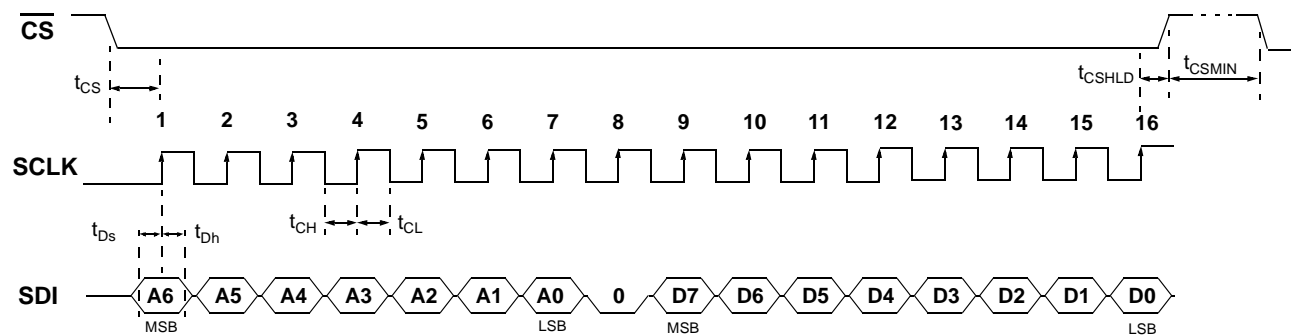 CS
tCS
tCSHLD
tCSMIN
1 2 3 4 5 6 7 8 9 10 11 12 13 14 15 16
SCLK
tCH
tCL
tDs
tDh
SDI
A6 A5 A4 A3 A2 A1 A0 0 D7 D6 D5 D4 D3 D2 D1 D0
MSB LSB MSB LSB